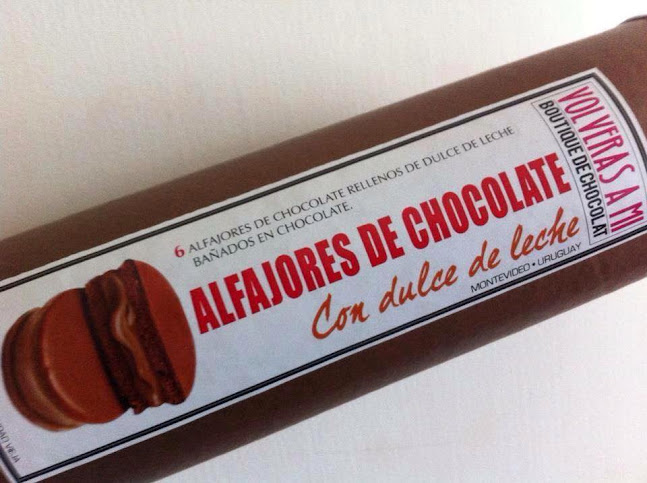 6 ALFAJORES DE CHOCOLATE RELLENOS DE DULCE DE LECHE
BAÑADOS EN CHOCOLATE.
ALFAJORES DE CHOCOLATE
Con dulce de leche
MONTEVIDEO • URUGUAY
VOLVERAS A MI
BOUTIQUE DE CHOCOLAT
VIEJA